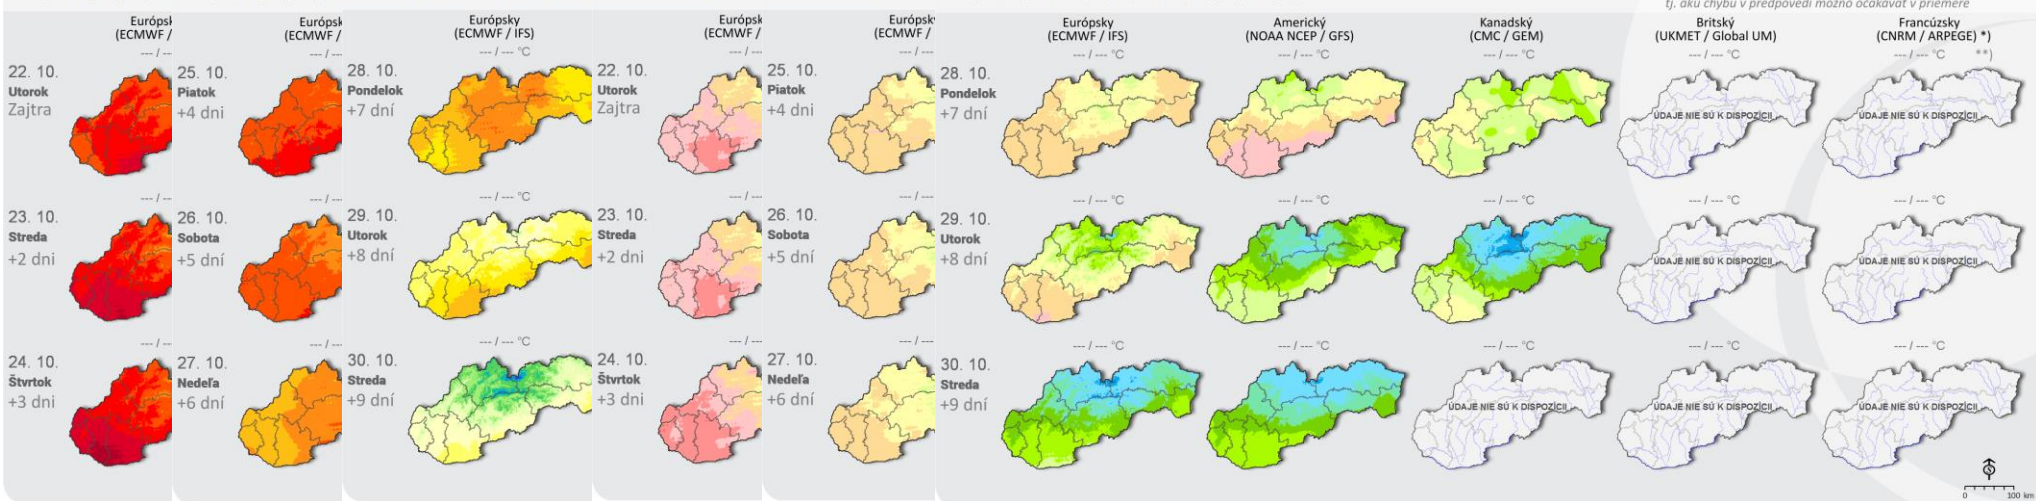 tj. akú chybu v predpovedi možno očakávať v priemere
Európsk
(ECMWF /
Európsk
(ECMWF /
Európsky
(ECMWF / IFS)
Európsk
(ECMWF /
Európsky
(ECMWF /
Európsky
(ECMWF / IFS)
Americký
(NOAA NCEP / GFS)
Kanadský
(CMC / GEM)
Britský
(UKMET / Global UM)
Francúzsky
(CNRM / ARPEGE) *)
**)
--- / --
22. 10.
Utorok
Zajtra
--- / --
25. 10.
Piatok
+4 dni
--- / --- °C
28. 10.
Pondelok
+7 dní
--- / --
22. 10.
Utorok
Zajtra
--- / --
25. 10.
Piatok
+4 dni
--- / --- °C
28. 10.
Pondelok
+7 dní
--- / --- °C
--- / --- °C
--- / --- °C
ÚDAJE NIE SÚ K DISPOZÍCII
--- / --- °C
ÚDAJE NIE SÚ K DISPOZÍCII
--- / --
23. 10.
Streda
+2 dni
--- / --
26. 10.
Sobota
+5 dní
--- / --- °C
29. 10.
Utorok
+8 dní
--- / --
23. 10.
Streda
+2 dni
--- / --
26. 10.
Sobota
+5 dní
--- / --- °C
29. 10.
Utorok
+8 dní
--- / --- °C
--- / --- °C
--- / --- °C
ÚDAJE NIE SÚ K DISPOZÍCII
--- / --- °C
ÚDAJE NIE SÚ K DISPOZÍCII
--- / --
24. 10.
Štvrtok
+3 dni
--- / --
27. 10.
Nedeľa
+6 dní
--- / --- °C
30. 10.
Streda
+9 dní
--- / --
24. 10.
Štvrtok
+3 dni
--- / --
27. 10.
Nedeľa
+6 dní
--- / --- °C
30. 10.
Streda
+9 dní
--- / --- °C
--- / --- °C
ÚDAJE NIE SÚ K DISPOZÍCII
--- / --- °C
ÚDAJE NIE SÚ K DISPOZÍCII
--- / --- °C
ÚDAJE NIE SÚ K DISPOZÍCII
0 100 km